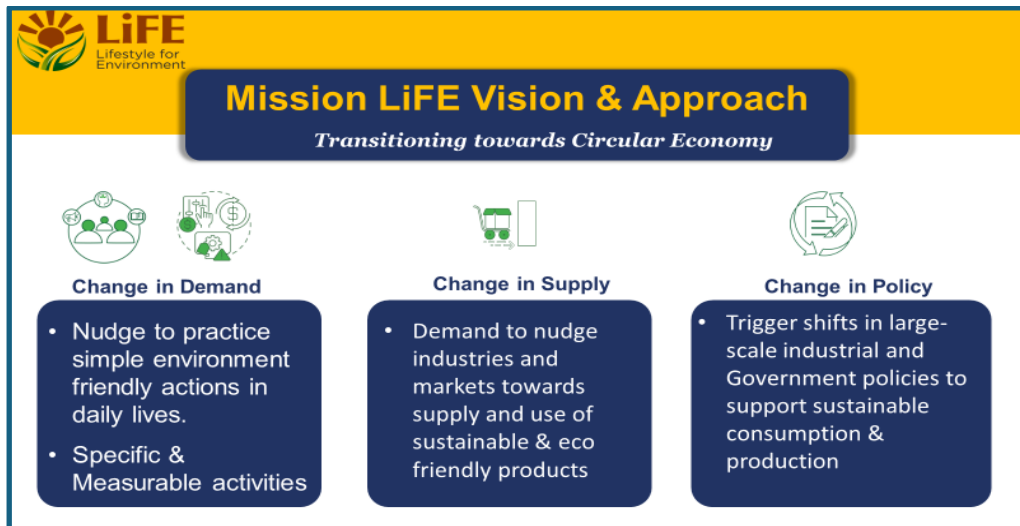 LiFE
Lifestyle for
Environment
Mission LiFE Vision & Approach
Transitioning towards Circular Economy
Change in Demand
• Nudge to practice
simple environment
friendly actions in
daily lives.
• Specific &
Measurable activities
Change in Supply
• Demand to nudge
industries and
markets towards
supply and use of
sustainable & eco
friendly products
Change in Policy
• Trigger shifts in large-
scale industrial and
Government policies to
support sustainable
consumption &
production